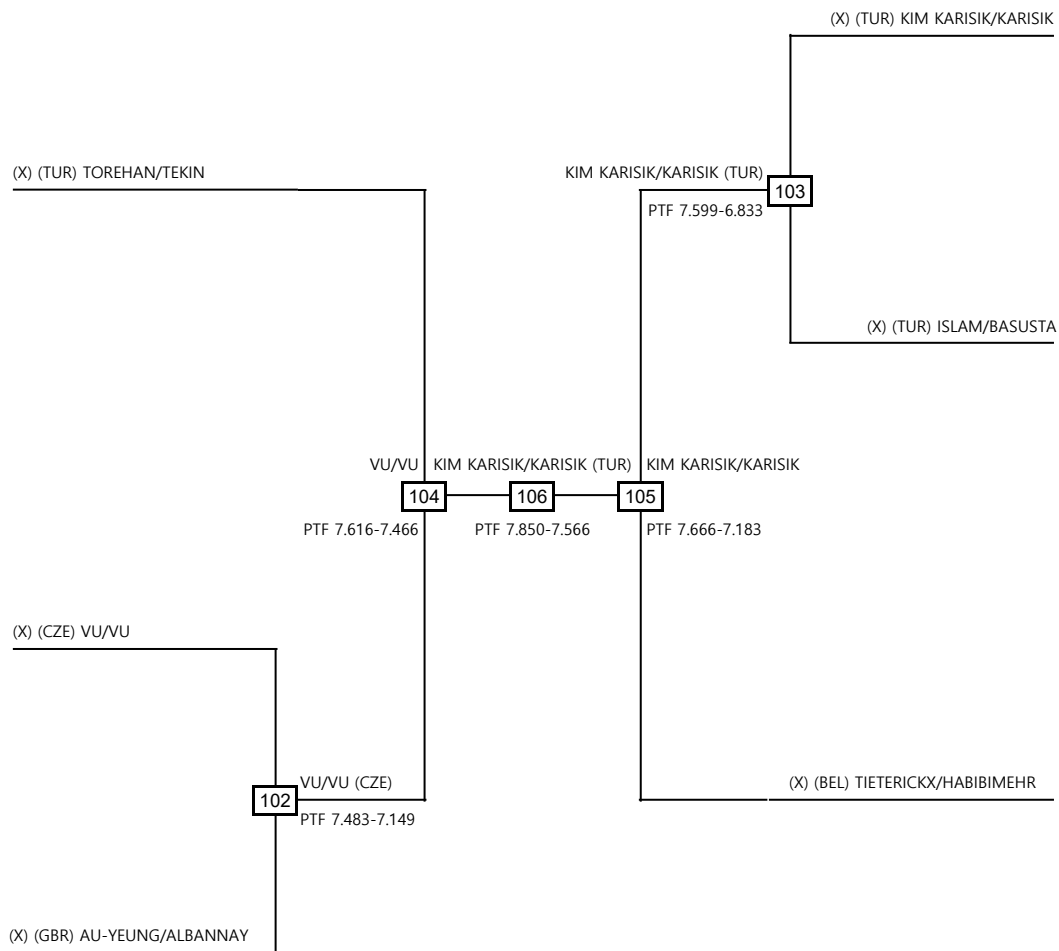 (X) (TUR) KIM KARISIK/KARISIK
(X) (TUR) TOREHAN/TEKIN
KIM KARISIK/KARISIK (TUR)
103
PTF 7.599-6.833
(X) (TUR) ISLAM/BASUSTA
VU/VU
KIM KARISIK/KARISIK (TUR)
KIM KARISIK/KARISIK
104
106
105
PTF 7.616-7.466
PTF 7.850-7.566
PTF 7.666-7.183
(X) (CZE) VU/VU
VU/VU (CZE)
(X) (BEL) TIETERICKX/HABIBIMEHR
102
PTF 7.483-7.149
(X) (GBR) AU-YEUNG/ALBANNAY